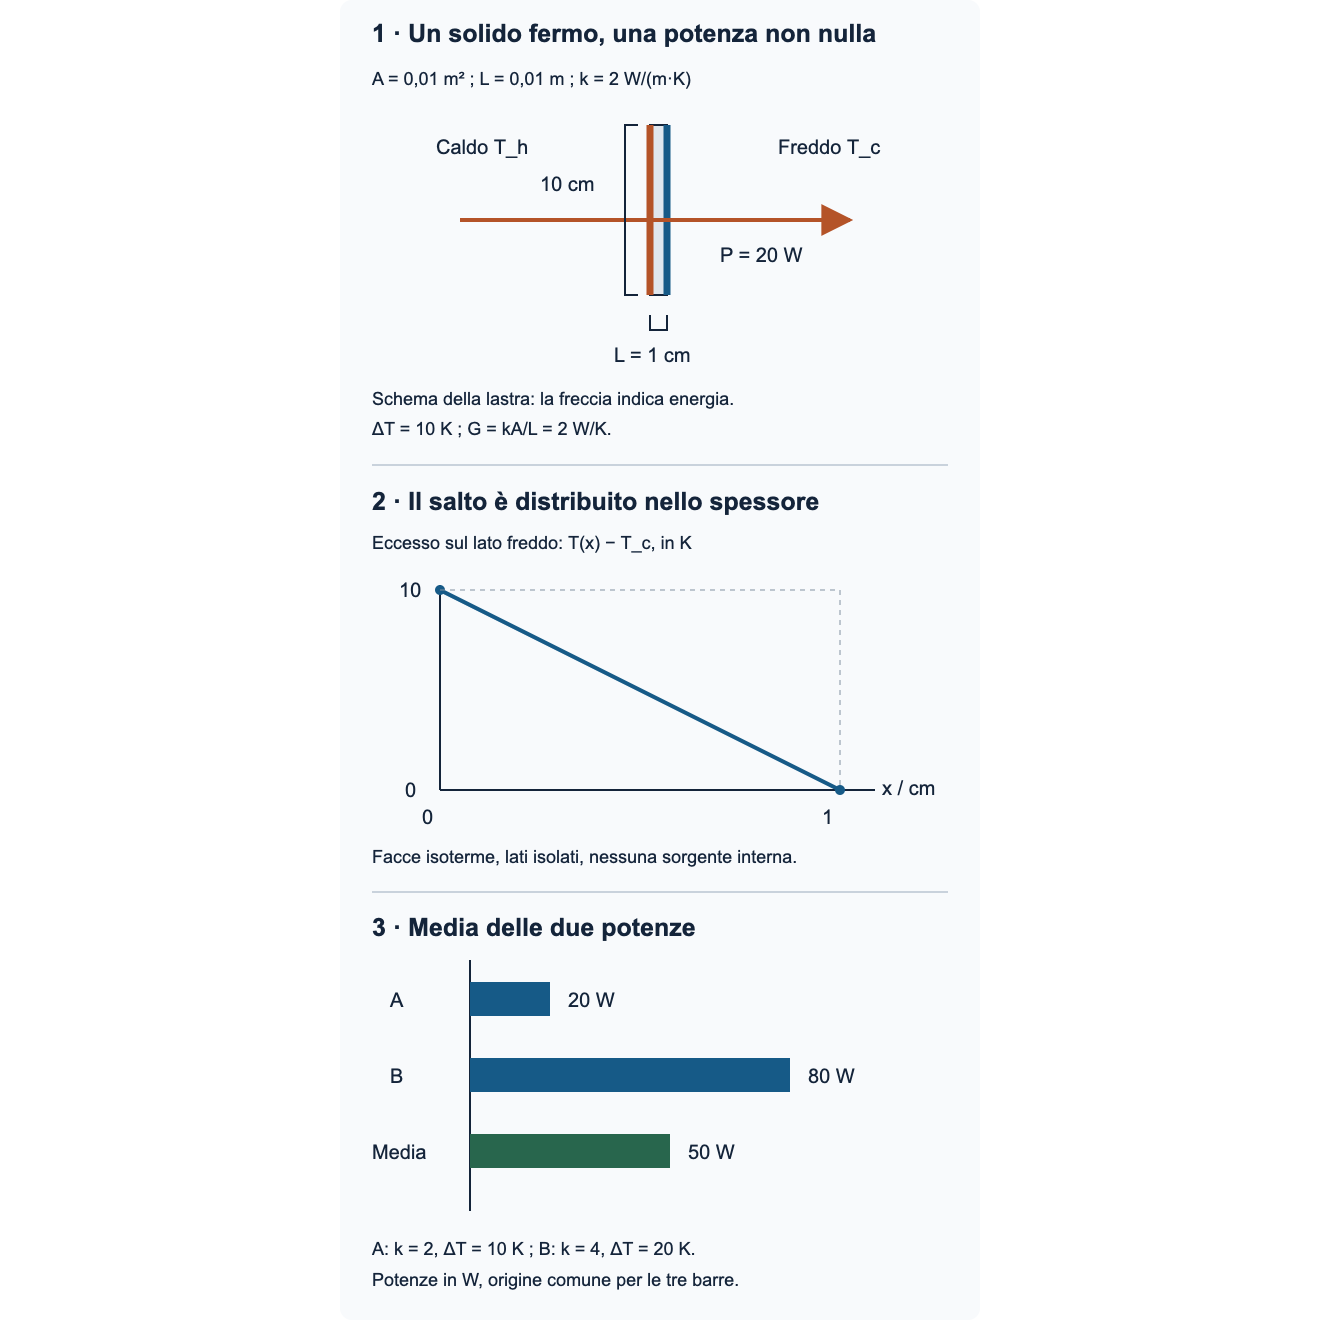 1 · Un solido fermo, una potenza non nulla
A = 0,01 m² ; L = 0,01 m ; k = 2 W/(m·K)
Caldo T_h
Freddo T_c
10 cm
P = 20 W
L = 1 cm
Schema della lastra: la freccia indica energia.
ΔT = 10 K ; G = kA/L = 2 W/K.
2 · Il salto è distribuito nello spessore
Eccesso sul lato freddo: T(x) − T_c, in K
10
0
x / cm
0
1
Facce isoterme, lati isolati, nessuna sorgente interna.
3 · Media delle due potenze
A
20 W
B
80 W
Media
50 W
A: k = 2, ΔT = 10 K ; B: k = 4, ΔT = 20 K.
Potenze in W, origine comune per le tre barre.